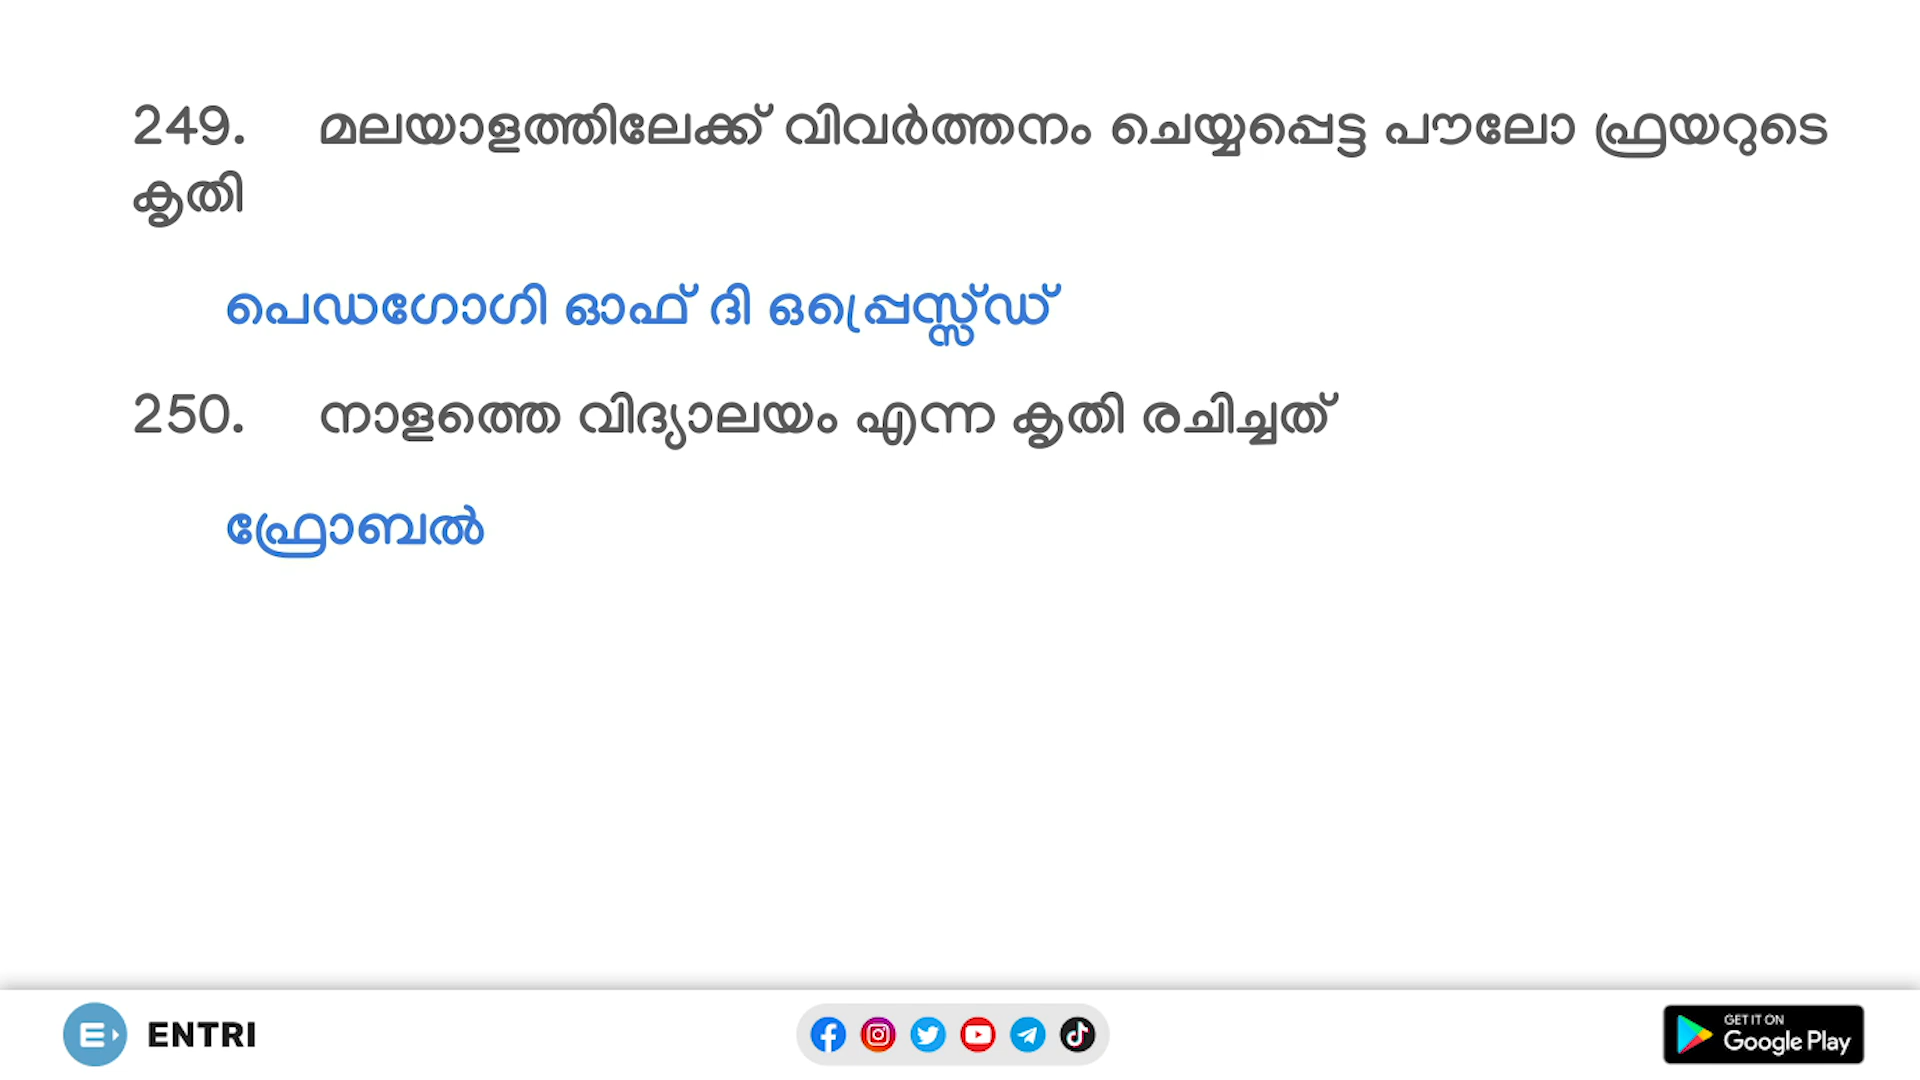 249. മലയാളത്തിലേക്ക് വിവർത്തനം ചെയ്യപ്പെട്ട പൗലോ ഫ്രയറുടെ
കൃതി
പെഡഗോഗി ഓഫ് ദി ഒപ്പ്രെസ്സ്ഡ്
250. നാളത്തെ വിദ്യാലയം എന്ന കൃതി രചിച്ചത്
ഫ്രോബൽ
ENTRI
GET IT ON
Google Play